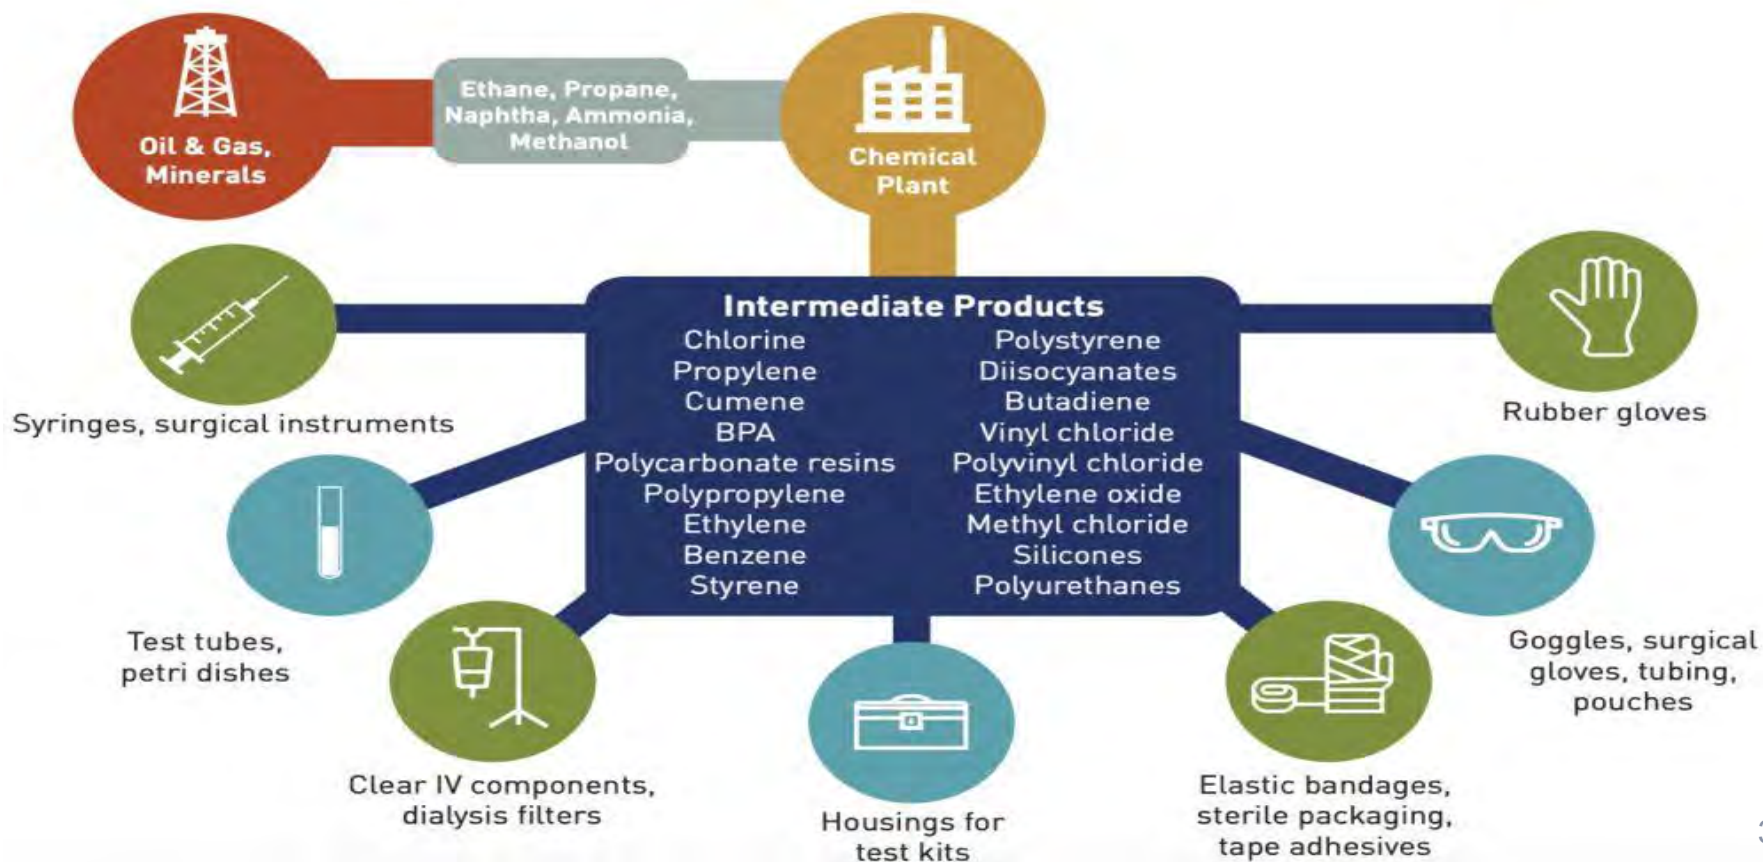 Oil & Gas,
Minerals
Ethane, Propane,
Naphtha, Ammonia,
Methanol
Chemical
Plant
Intermediate Products
Chlorine
Propylene
Cumene
BPA
Polycarbonate resins
Polypropylene
Ethylene
Benzene
Styrene
Polystyrene
Diisocyanates
Butadiene
Vinyl chloride
Polyvinyl chloride
Ethylene oxide
Methyl chloride
Silicones
Polyurethanes
Syringes, surgical instruments
Test tubes,
petri dishes
Clear IV components,
dialysis filters
Housings for
test kits
Elastic bandages,
sterile packaging,
tape adhesives
Goggles, surgical
gloves, tubing,
pouches
Rubber gloves